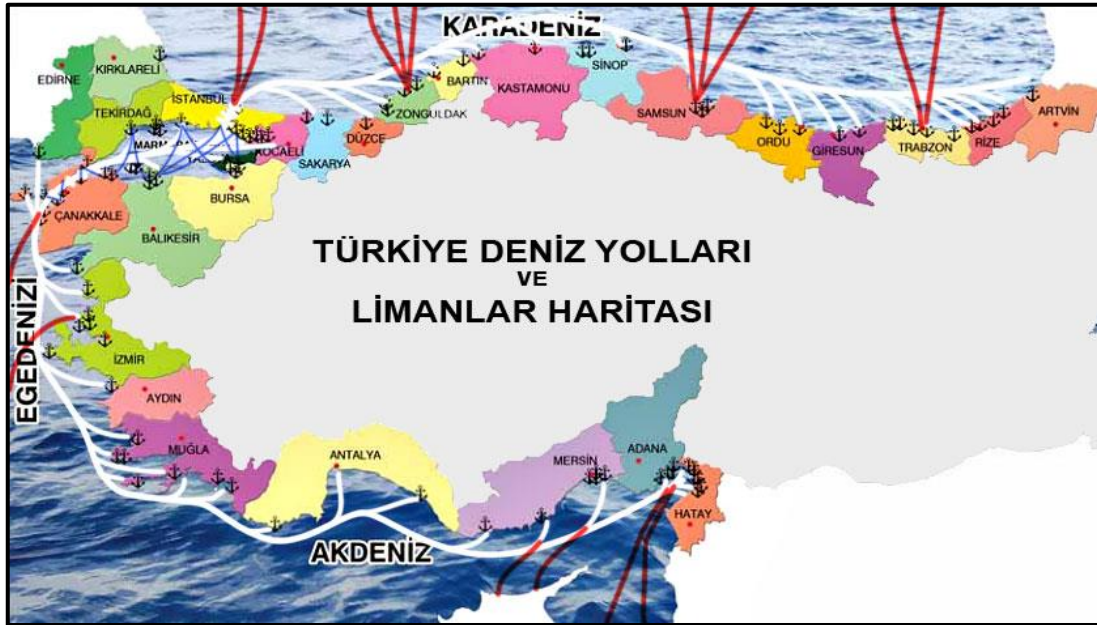 KARADENİZ
EDİRNE
KIRKLARELİ
TEKİRDAĞ
İSTANBUL
KOCAELİ
SAKARYA
DÜZCE
ZONGULDAK
BARTIN
KASTAMONU
SİNOP
SAMSUN
ORDU
GİRESUN
TRABZON
RİZE
ARTVİN
ÇANAKKALE
BALIKESİR
BURSA
TÜRKİYE DENİZ YOLLARI
VE
LİMANLAR HARİTASI
EGEDENİZİ
İZMİR
AYDIN
MUĞLA
ANTALYA
MERSİN
ADANA
HATAY
AKDENİZ